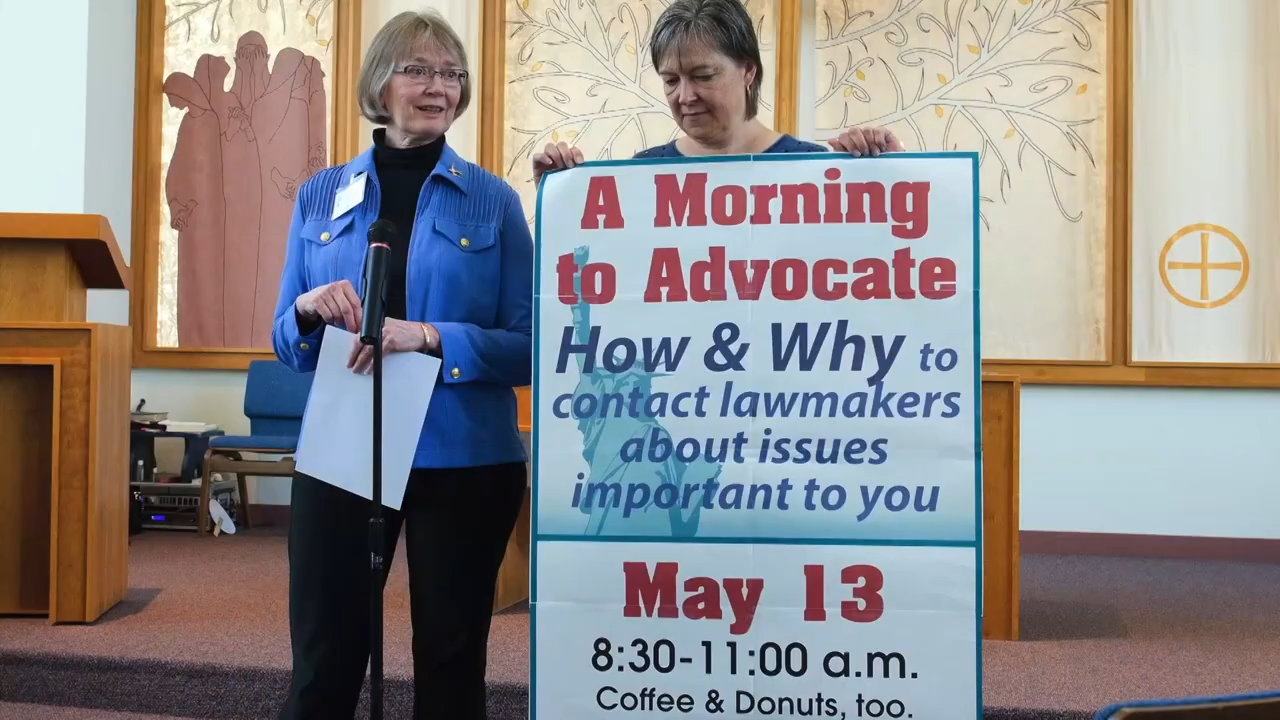 A Morning
to Advocate
How & Why to
contact lawmakers
about issues
important to you
May 13
8:30-11:00 a.m.
Coffee & Donuts, too.